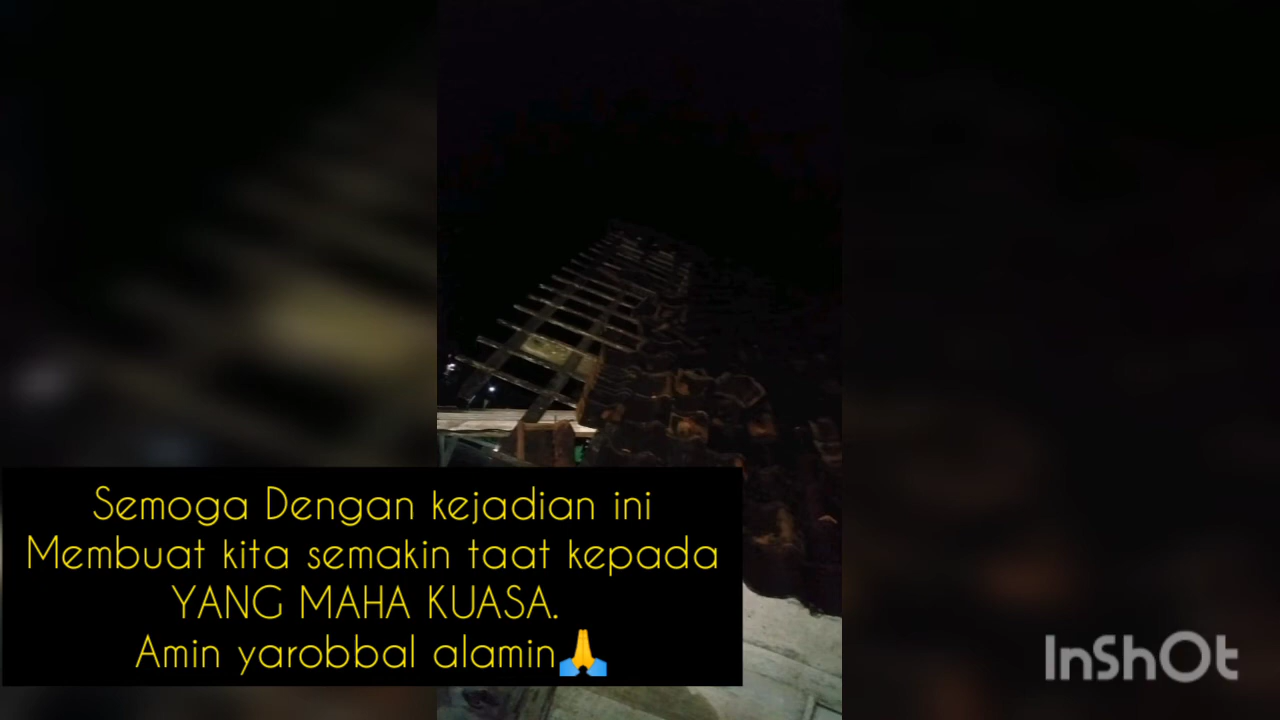 Semoga Dengan kejadian ini
Membuat kita semakin taat kepada
YANG MAHA KUASA.
Amin yarobbal alamin🙏
InShOt